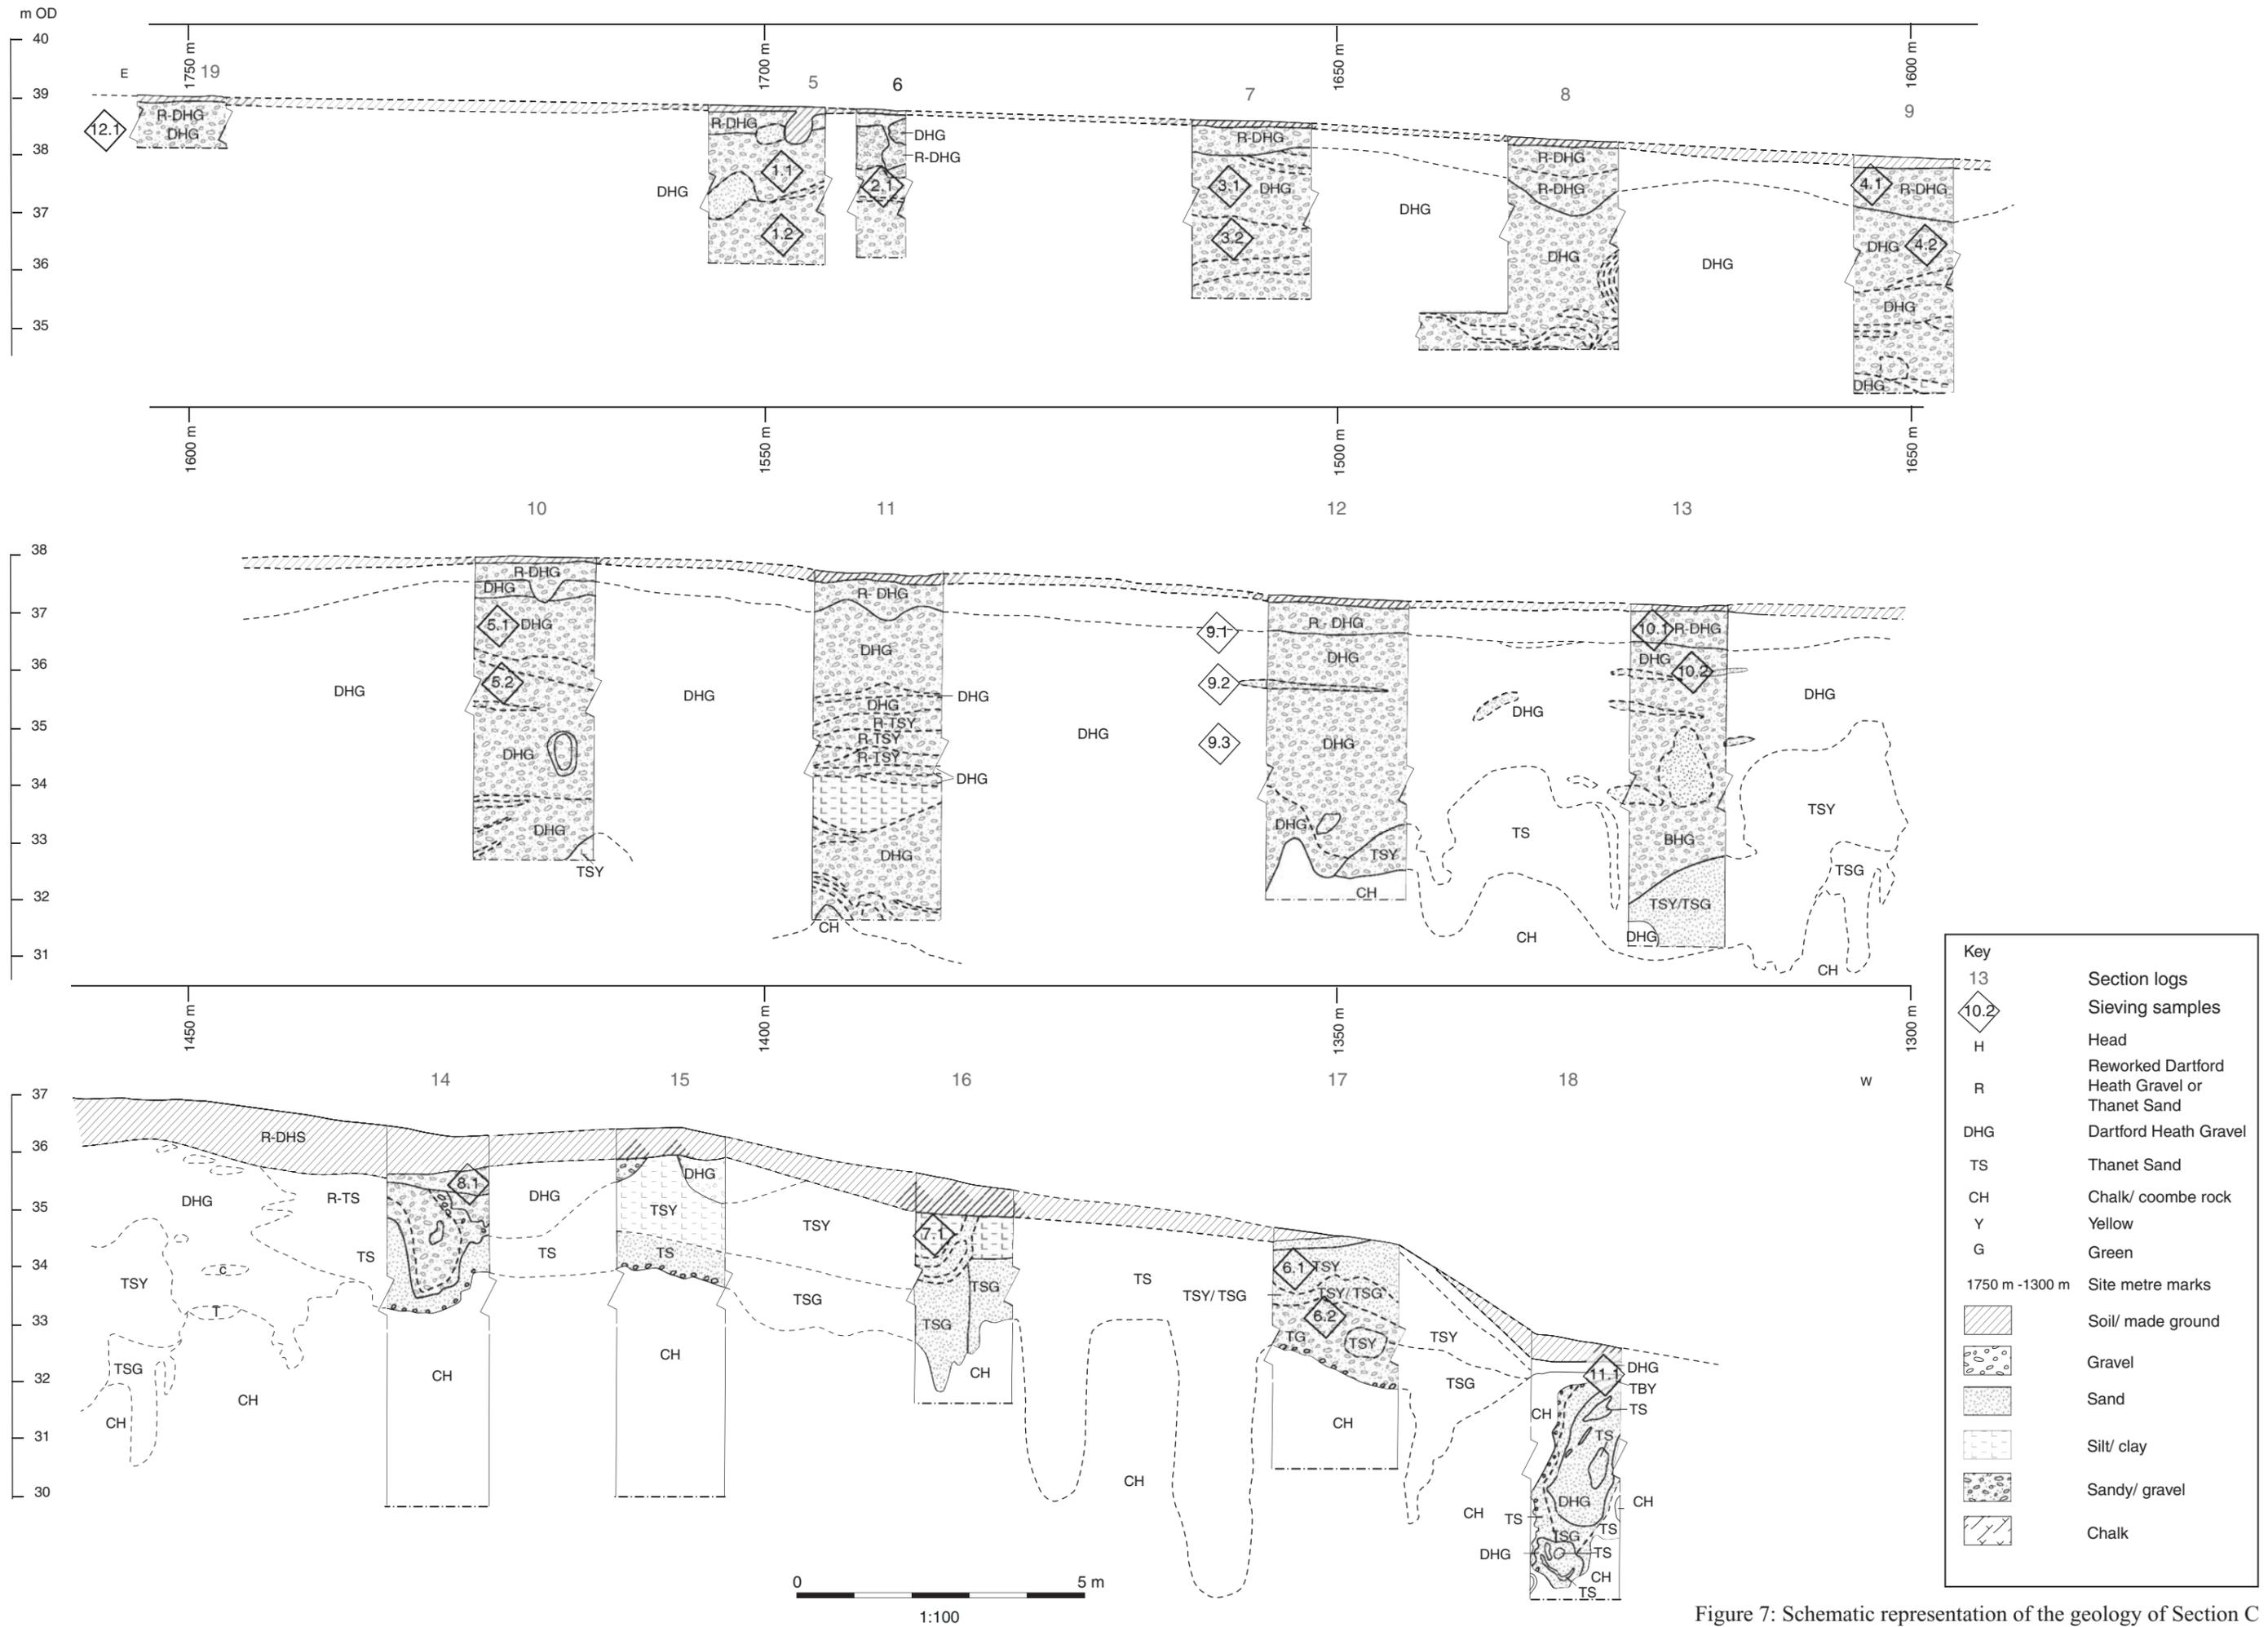 m OD
40
39
38
37
36
35
E
1750 m
19
1700 m
5
6
1650 m
7
8
1600 m
9
12.1
R-DHG
DHG
R-DHG
1.1
1.2
DHG
DHG
R-DHG
2.1
R-DHG
3.1
DHG
3.2
DHG
R-DHG
R-DHG
DHG
DHG
4.1
R-DHG
DHG
4.2
DHG
DHG
1600 m
1550 m
1500 m
1650 m
10
11
12
13
38
37
36
35
34
33
32
31
R-DHG
DHG
5.1
DHG
5.2
DHG
DHG
DHG
TSY
DHG
R- DHG
DHG
DHG
DHG
R-TSY
R-TSY
R-TSY
DHG
DHG
CH
DHG
9.1
9.2
9.3
R - DHG
DHG
DHG
DHG
TSY
CH
DHG
TS
CH
10.1
R-DHG
DHG
10.2
BHG
TSY/TSG
DHG
DHG
TSY
TSG
CH
1450 m
1400 m
1350 m
1300 m
14
15
16
17
18
W
37
36
35
34
33
32
31
30
R-DHS
DHG
R-TS
TS
TSY
c
T
TSG
CH
CH
8.1
CH
DHG
TS
DHG
TSY
TS
CH
TSY
TSG
7.1
TSG
TSG
CH
TS
CH
TSY/ TSG
6.1
TSY
TSY/ TSG
6.2
TG
TSY
CH
TSY
TSG
11.1
DHG
TBY
TS
CH
TS
DHG
CH
CH
TS
TS
TSG
DHG
TS
CH
TS
0
5 m
1:100
Key
13 Section logs
10.2 Sieving samples
H Head
R Reworked Dartford
Heath Gravel or
Thanet Sand
DHG Dartford Heath Gravel
TS Thanet Sand
CH Chalk/ coombe rock
Y Yellow
G Green
1750 m -1300 m Site metre marks
Soil/ made ground
Gravel
Sand
Silt/ clay
Sandy/ gravel
Chalk
Figure 7: Schematic representation of the geology of Section C